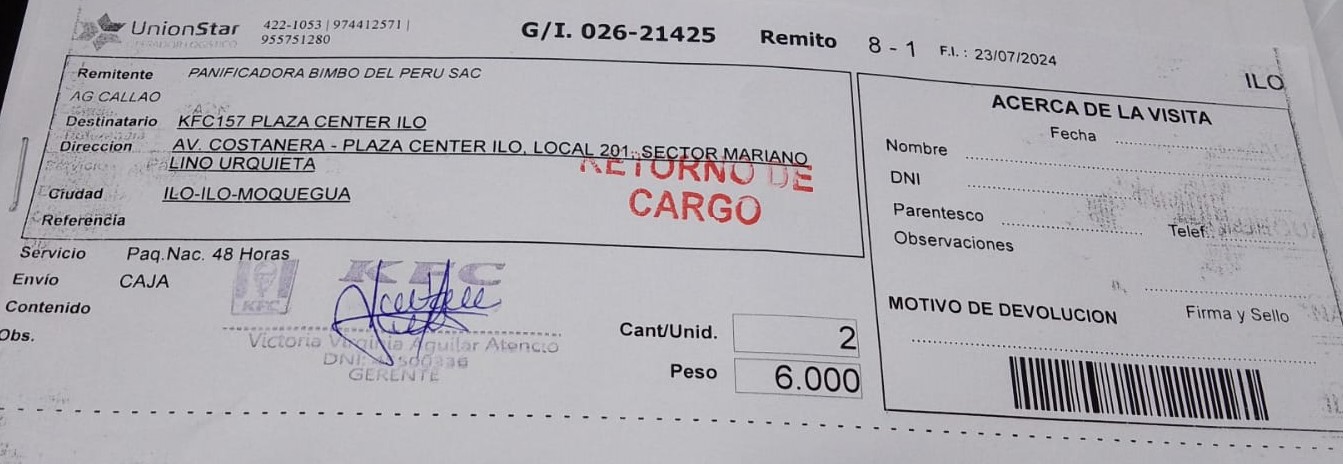 UnionStar
422-1053 | 974412571 |
955751280
G/I. 026-21425 Remito 8 - 1 F.I. : 23/07/2024
ILO
Remitente PANIFICADORA BIMBO DEL PERU SAC
AG CALLAO
Destinatario KFC157 PLAZA CENTER ILO
Direccion AV. COSTANERA - PLAZA CENTER ILO, LOCAL 201, SECTOR MARIANO
LINO URQUIETA
Ciudad ILO-ILO-MOQUEGUA
Referencia
RETORNO DE
CARGO
Servicio Paq.Nac. 48 Horas
Envío CAJA
Contenido
Obs.
KFC
KFC
Victoria Virginia Aguilar Atencio
DNI:
GERENTE
Cant/Unid. 2
Peso 6.000
ACERCA DE LA VISITA
Fecha
Nombre
DNI
Parentesco Telef.
Observaciones
MOTIVO DE DEVOLUCION Firma y Sello